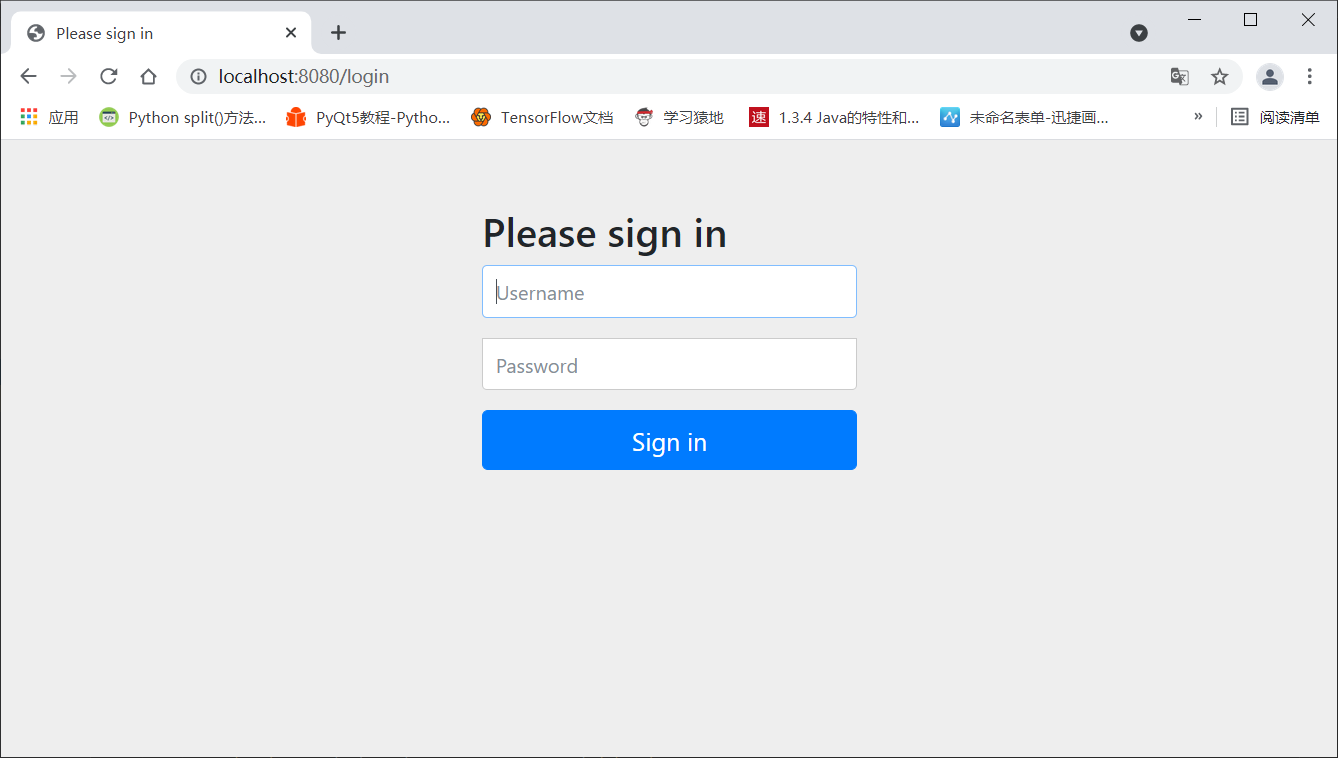 Please sign in
localhost:8080/login
应用 Python split()方法... PyQt5教程-Pytho... TensorFlow文档 学习猿地 速 1.3.4 Java的特性和... 未命名表单-迅捷画... » 阅读清单
Please sign in
Username
Password
Sign in